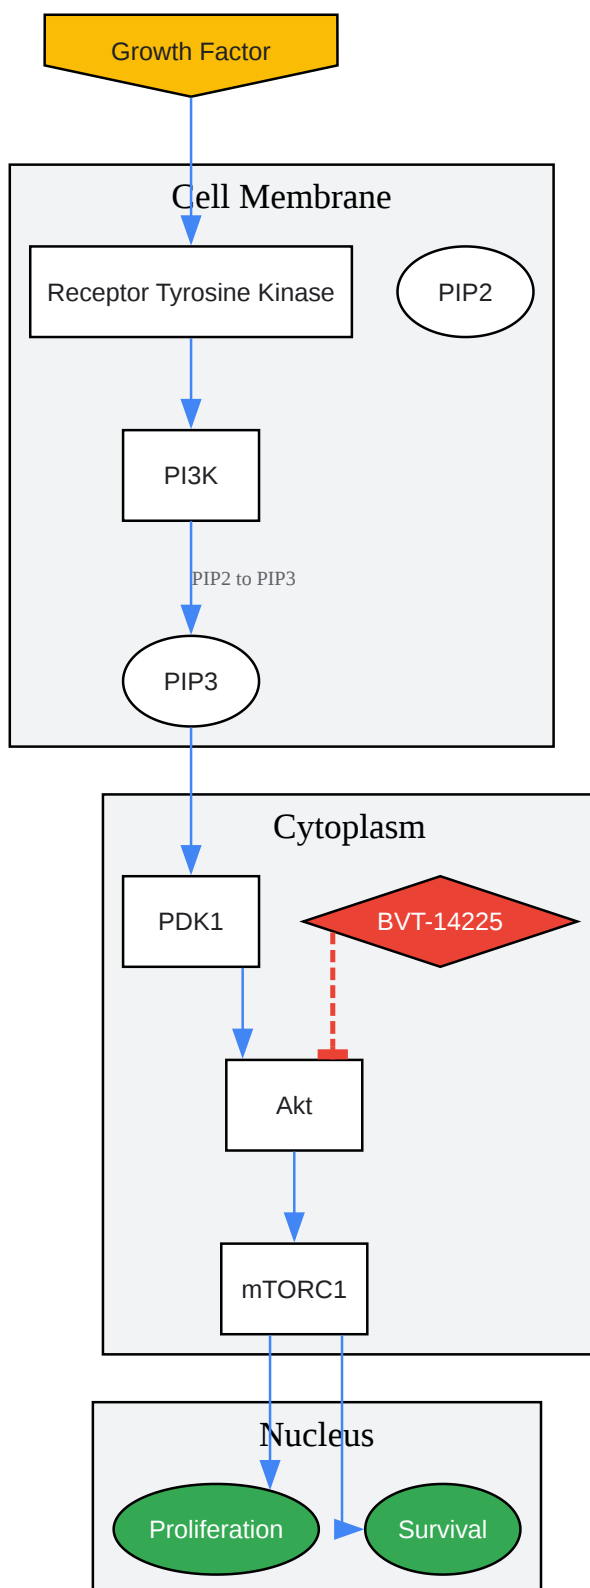 Growth Factor
Cell Membrane
Receptor Tyrosine Kinase
PIP2
PI3K
PIP2 to PIP3
PIP3
Cytoplasm
PDK1
BVT-14225
Akt
mTORC1
Nucleus
Proliferation
Survival